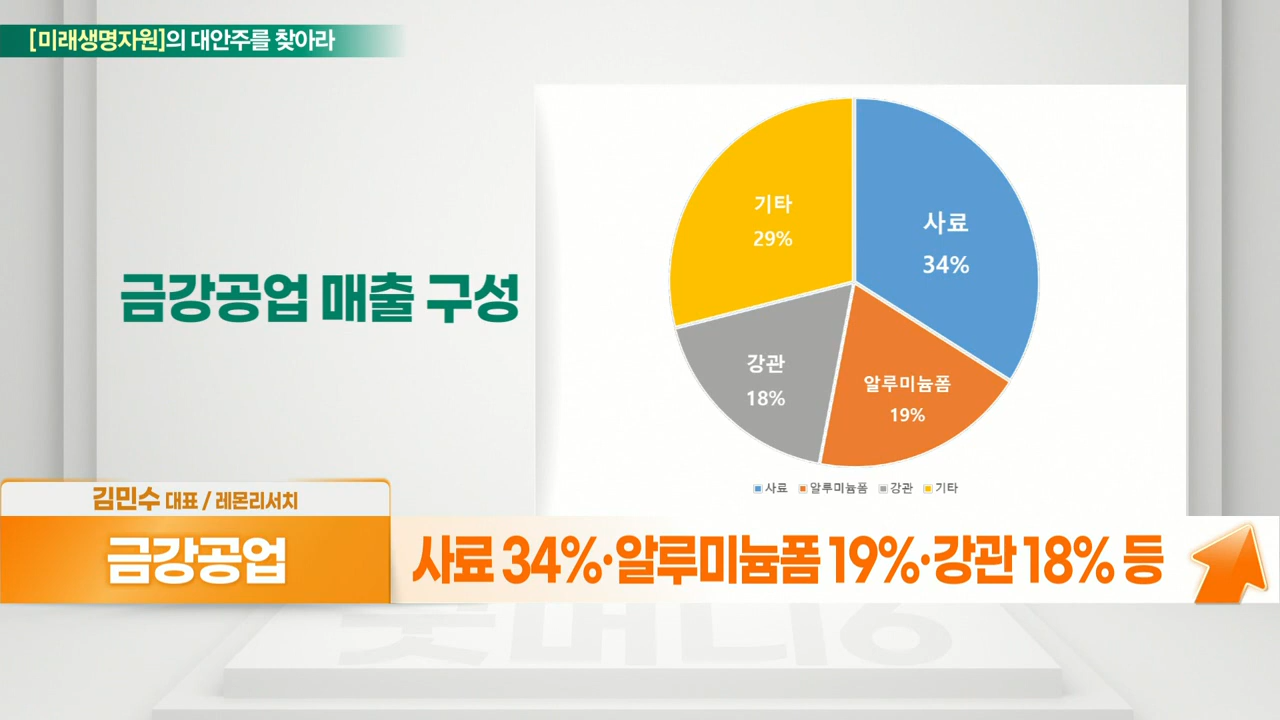 [미래생명자원]의 대안주를 찾아라
금강공업 매출 구성
기타
29%
사료
34%
강관
18%
알루미늄폼
19%
사료 알루미늄폼 강관 기타
김민수 대표 / 레몬리서치
금강공업
사료 34%·알루미늄폼 19%·강관 18% 등